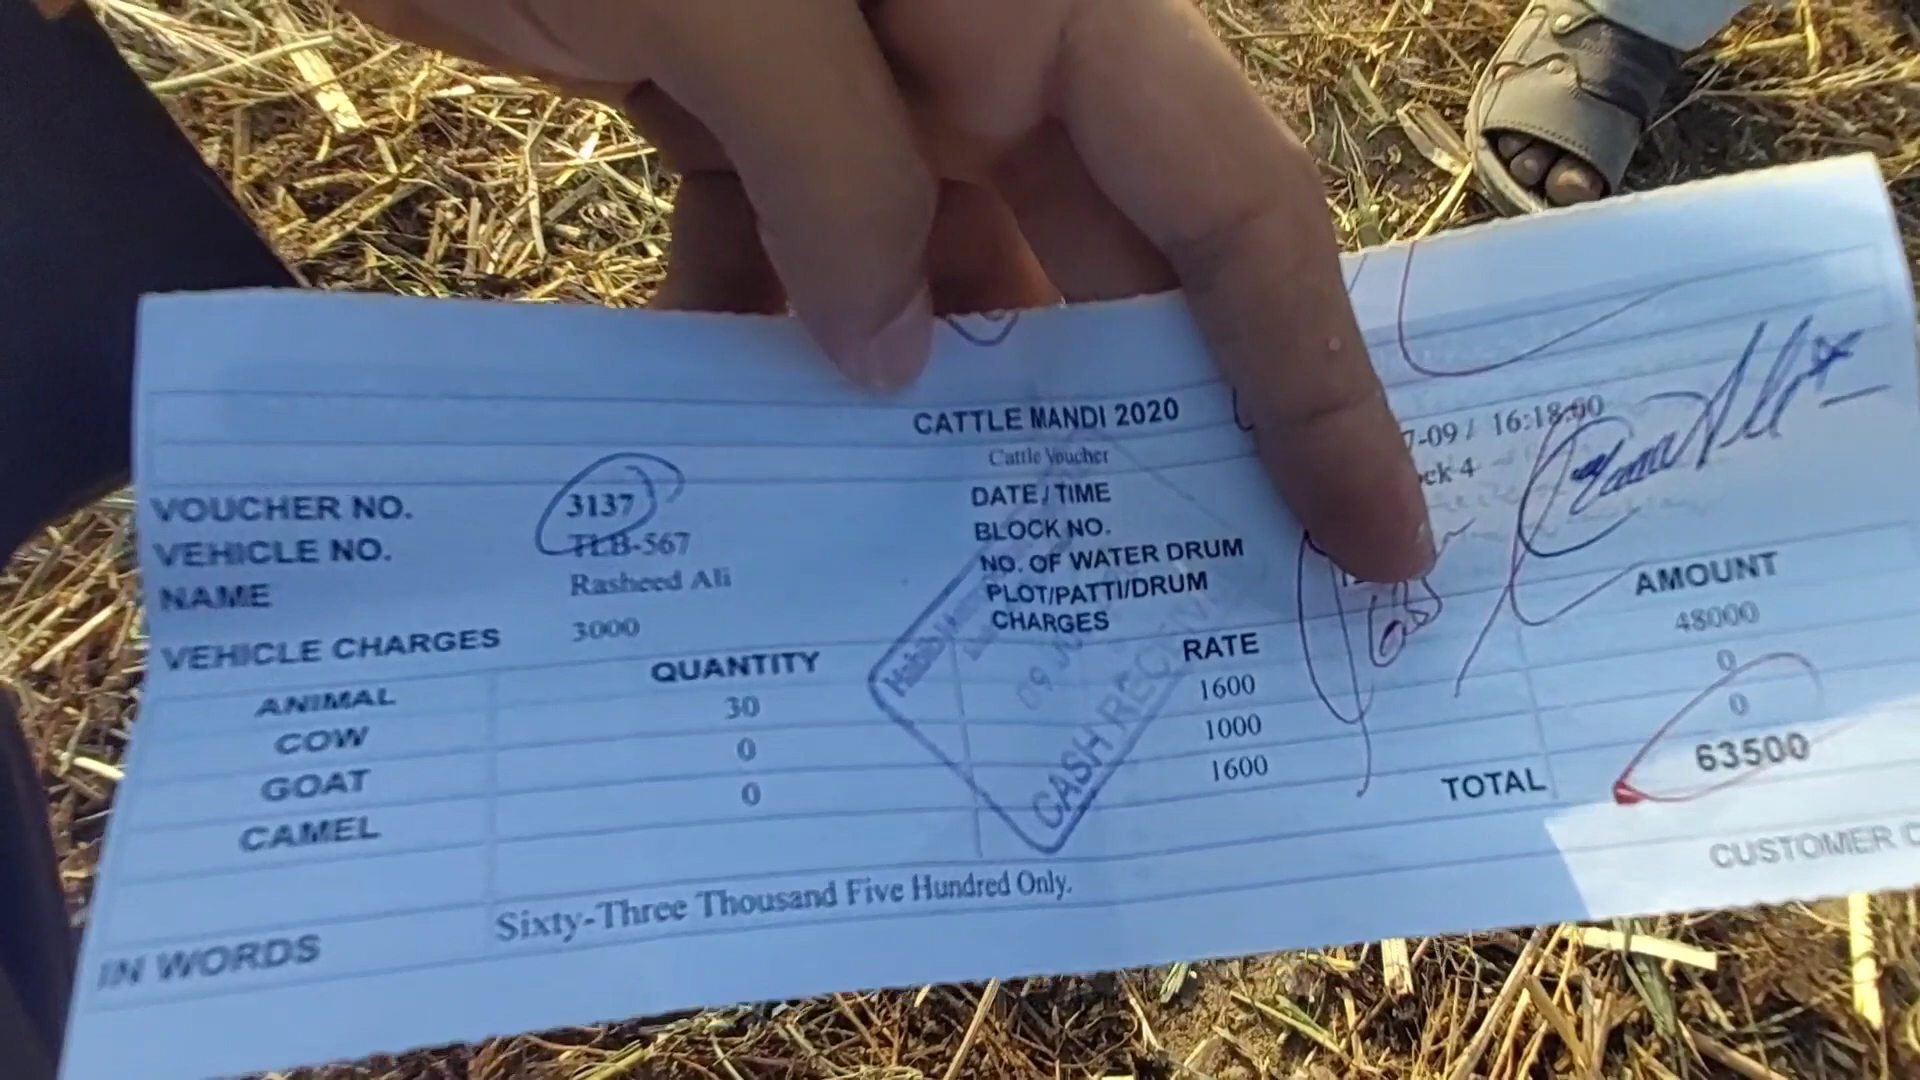 CATTLE MANDI 2020
Cattle Voucher
VOUCHER NO. 3137 DATE / TIME 7-09 / 16:18:60
VEHICLE NO. TLB-567 BLOCK NO. ck 4
NAME Rasheed Ali NO. OF WATER DRUM
VEHICLE CHARGES 3000 PLOT/PATTI/DRUM
CHARGES
ANIMAL QUANTITY RATE AMOUNT
COW 30 1600 48000
GOAT 0 1000 0
CAMEL 0 1600 0
TOTAL 63500
IN WORDS Sixty-Three Thousand Five Hundred Only.
CUSTOMER C
CASH RECEIV